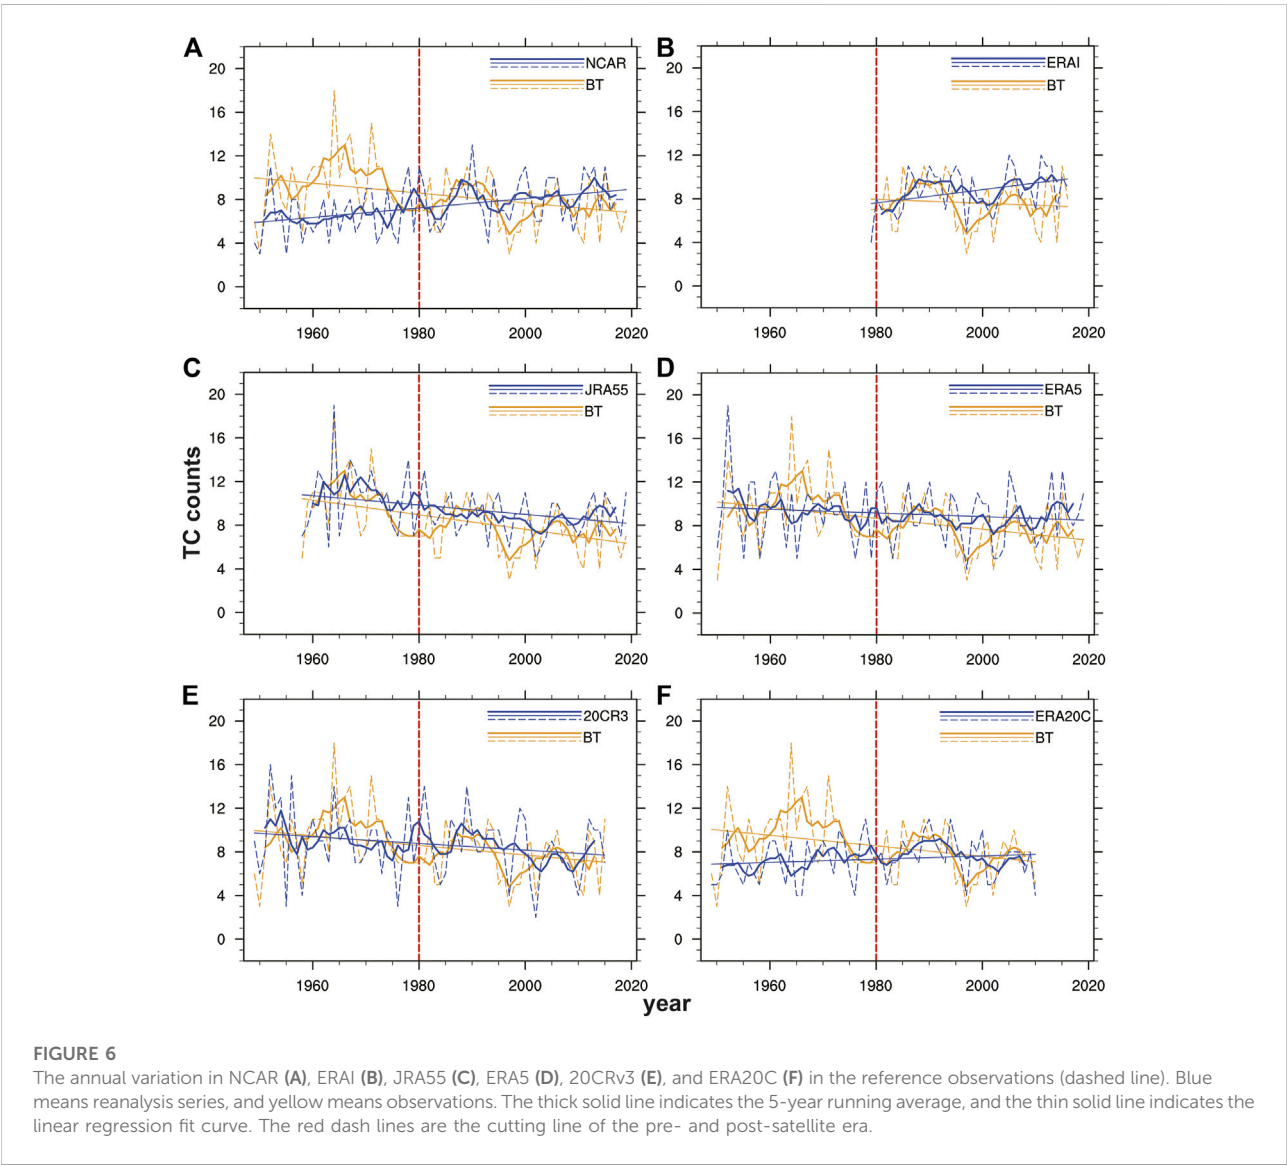 A
B
20
16
12
8
4
0
NCAR
BT
1960
1980
2000
2020
20
16
12
8
4
0
ERAI
BT
1960
1980
2000
2020
C
D
TC counts
20
16
12
8
4
0
JRA55
BT
1960
1980
2000
2020
20
16
12
8
4
0
ERA5
BT
1960
1980
2000
2020
E
F
20
16
12
8
4
0
20CR3
BT
1960
1980
2000
2020
20
16
12
8
4
0
ERA20C
BT
1960
1980
2000
2020
year
FIGURE 6
The annual variation in NCAR (A), ERAI (B), JRA55 (C), ERA5 (D), 20CRv3 (E), and ERA20C (F) in the reference observations (dashed line). Blue
means reanalysis series, and yellow means observations. The thick solid line indicates the 5-year running average, and the thin solid line indicates the
linear regression fit curve. The red dash lines are the cutting line of the pre- and post-satellite era.